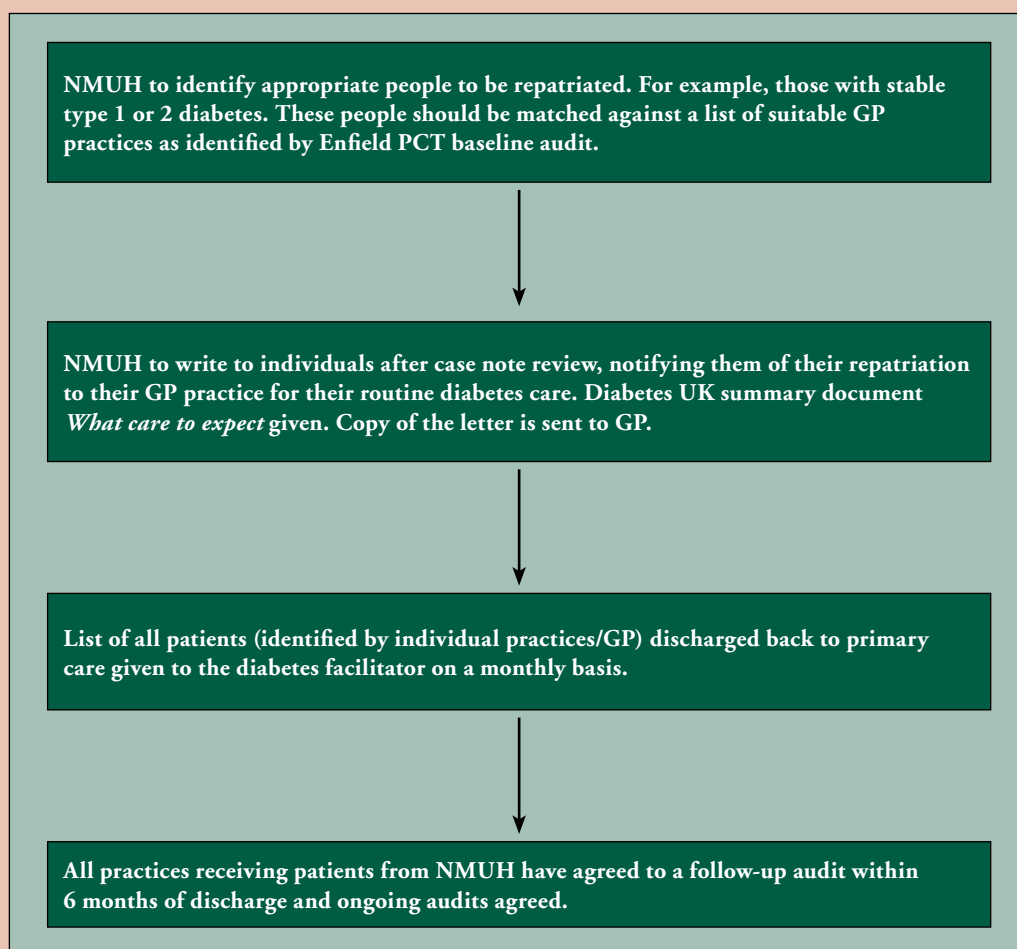 NMUH to identify appropriate people to be repatriated. For example, those with stable
type 1 or 2 diabetes. These people should be matched against a list of suitable GP
practices as identified by Enfield PCT baseline audit.
NMUH to write to individuals after case note review, notifying them of their repatriation
to their GP practice for their routine diabetes care. Diabetes UK summary document
What care to expect given. Copy of the letter is sent to GP.
List of all patients (identified by individual practices/GP) discharged back to primary
care given to the diabetes facilitator on a monthly basis.
All practices receiving patients from NMUH have agreed to a follow-up audit within
6 months of discharge and ongoing audits agreed.